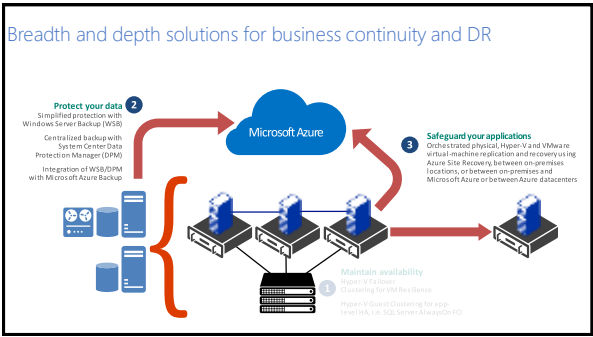 Breadth and depth solutions for business continuity and DR
Protect your data
2
Simplified protection with
Windows Server Backup (WSB)
Centralized backup with
System Center Data
Protection Manager (DPM)
Integration of WSB/DPM
with Microsoft Azure Backup
Microsoft Azure
3
Safeguard your applications
Orchestrated physical, Hyper-V and VMware
virtual-machine replication and recovery using
Azure Site Recovery, between on-premises
locations, or between on-premises and
Microsoft Azure or between Azure datacenters
1
Maintain availability
Hyper-V Failover
Clustering for VM Resilience
Hyper-V Guest Clustering for app-
level HA, i.e. SQL Server AlwaysOn FCI